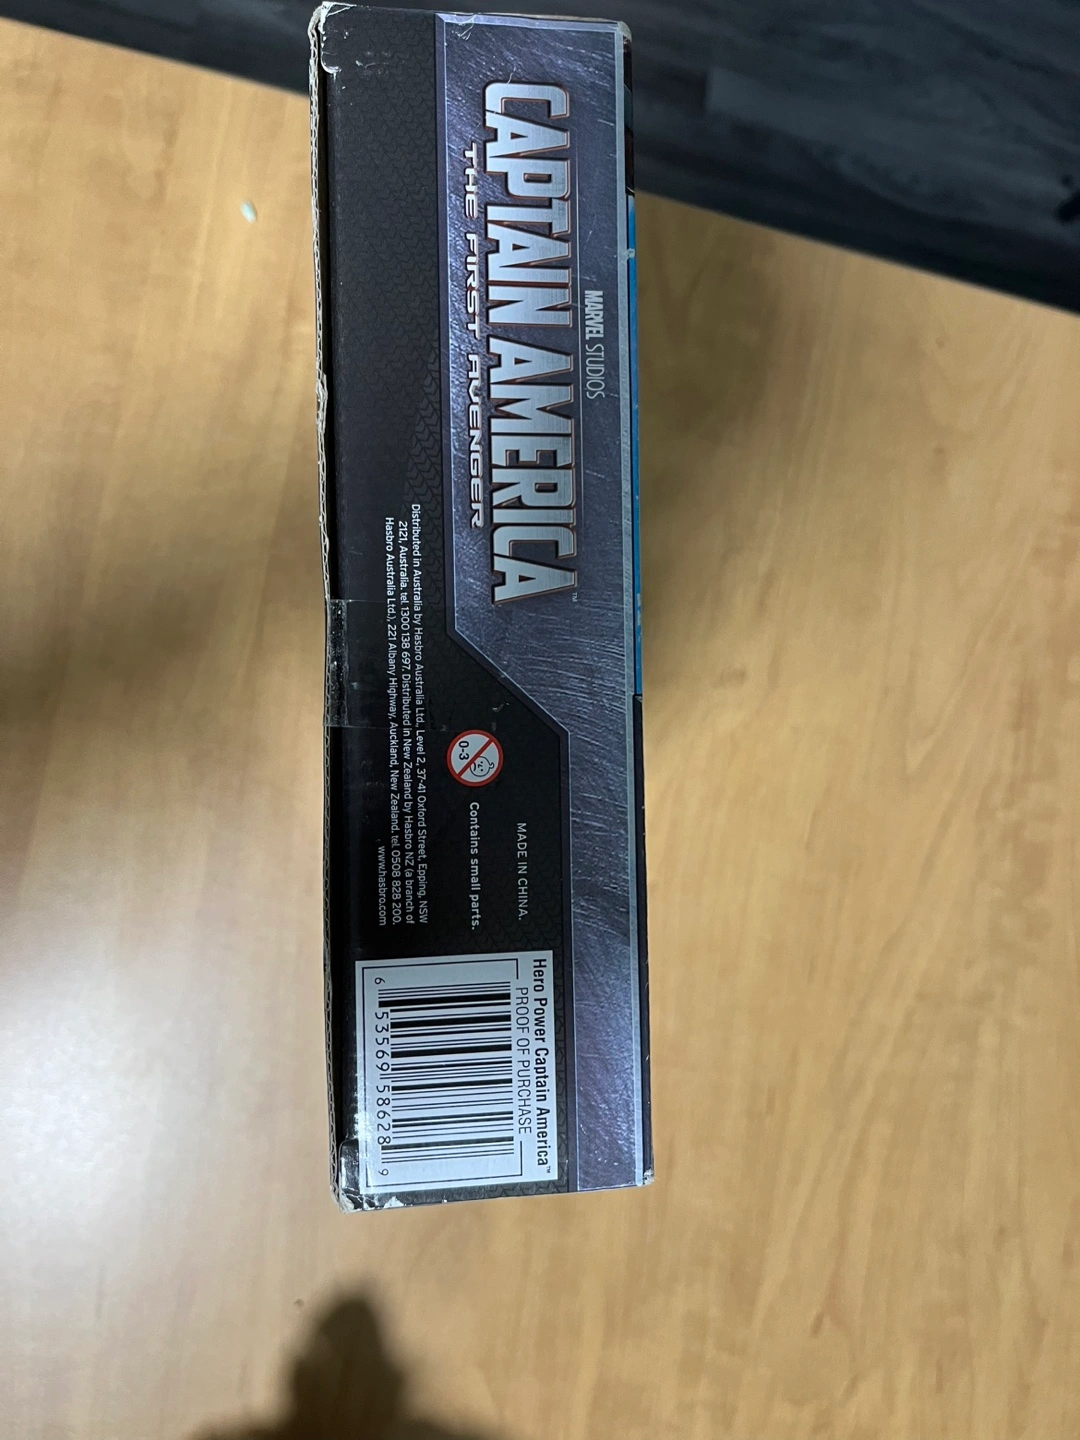 MARVEL STUDIOS
CAPTAIN AMERICA™
THE FIRST AVENGER
MADE IN CHINA.
0-3
Contains small parts.
Distributed in Australia by Hasbro Australia Ltd., Level 2, 37-41 Oxford Street, Epping, NSW
2121, Australia. tel. 1300 138 697. Distributed in New Zealand by Hasbro NZ (a branch of
Hasbro Australia Ltd.), 221 Albany Highway, Auckland, New Zealand. tel. 0508 828 200.
www.hasbro.com
Hero Power Captain America™
PROOF OF PURCHASE
6 53569 58628 9